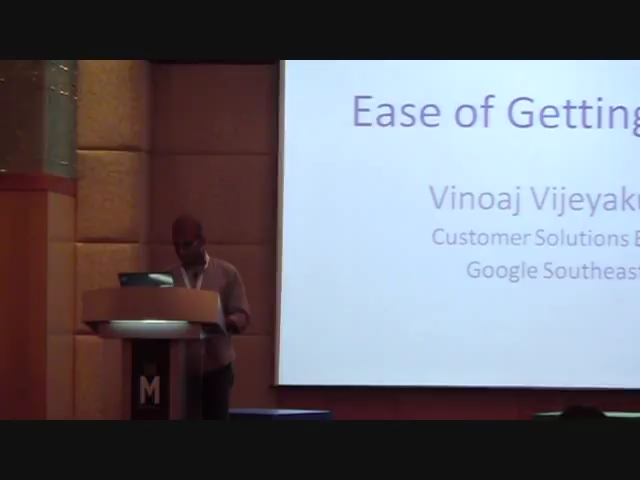 Ease of Getting
Vinoaj Vijeyaku
Customer Solutions E
Google Southeast
M